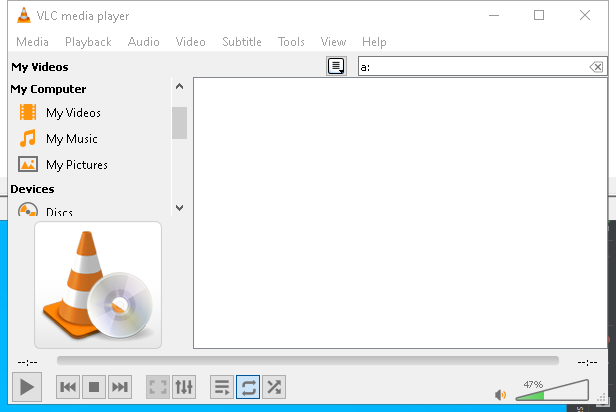 VLC media player
Media Playback Audio Video Subtitle Tools View Help
My Videos
a:
My Computer
My Videos
My Music
My Pictures
Devices
Discs
--:-- --:--
47%